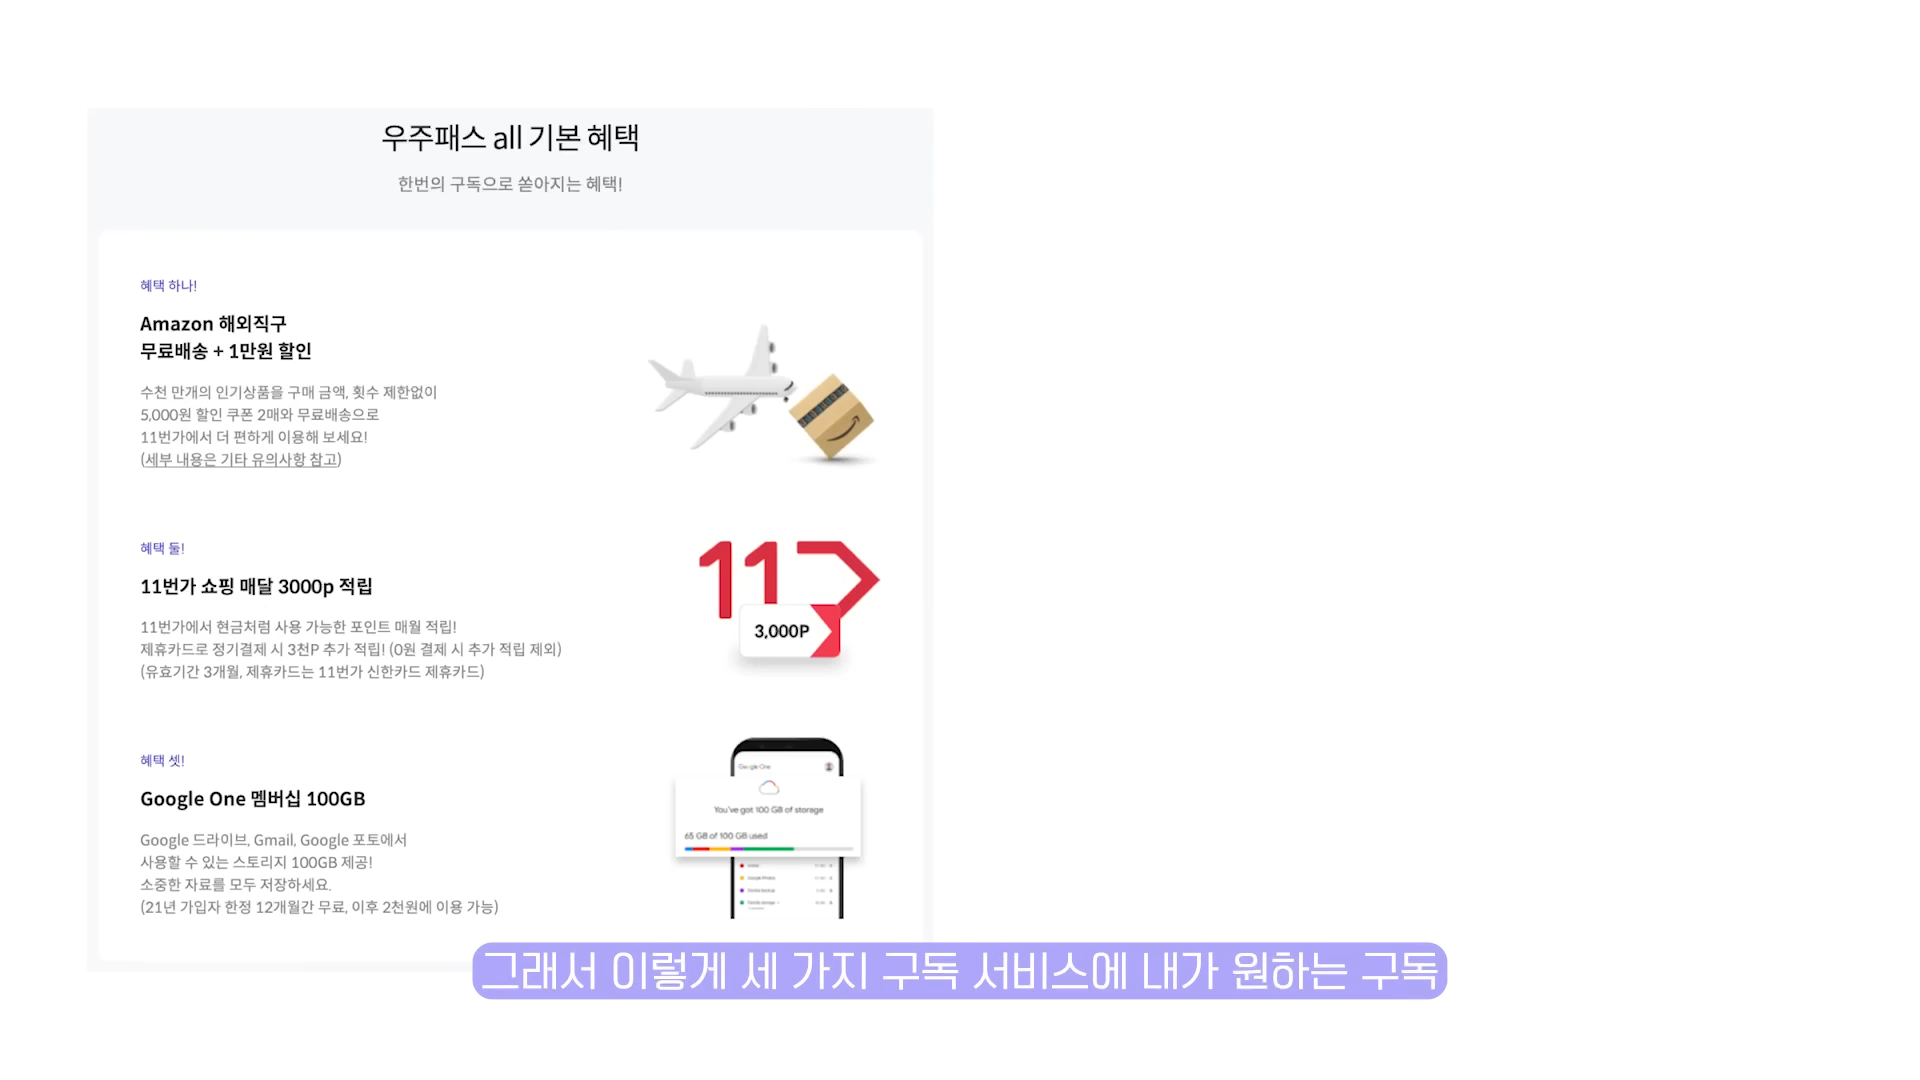 우주패스 all 기본 혜택
한번의 구독으로 쏟아지는 혜택!
혜택 하나!
Amazon 해외직구
무료배송 + 1만원 할인
수천 만개의 인기상품을 구매 금액, 횟수 제한없이
5,000원 할인 쿠폰 2매와 무료배송으로
11번가에서 더 편하게 이용해 보세요!
(세부 내용은 기타 유의사항 참고)
혜택 둘!
11번가 쇼핑 매달 3000p 적립
11번가에서 현금처럼 사용 가능한 포인트 매월 적립!
제휴카드로 정기결제 시 3천P 추가 적립! (0원 결제 시 추가 적립 제외)
(유효기간 3개월, 제휴카드는 11번가 신한카드 제휴카드)
11
3,000P
혜택 셋!
Google One 멤버십 100GB
Google 드라이브, Gmail, Google 포토에서
사용할 수 있는 스토리지 100GB 제공!
소중한 자료를 모두 저장하세요.
(21년 가입자 한정 12개월간 무료, 이후 2천원에 이용 가능)
Google One
You've got 100 GB of storage
65 GB of 100 GB used
Google Photos
그래서 이렇게 세 가지 구독 서비스에 내가 원하는 구독